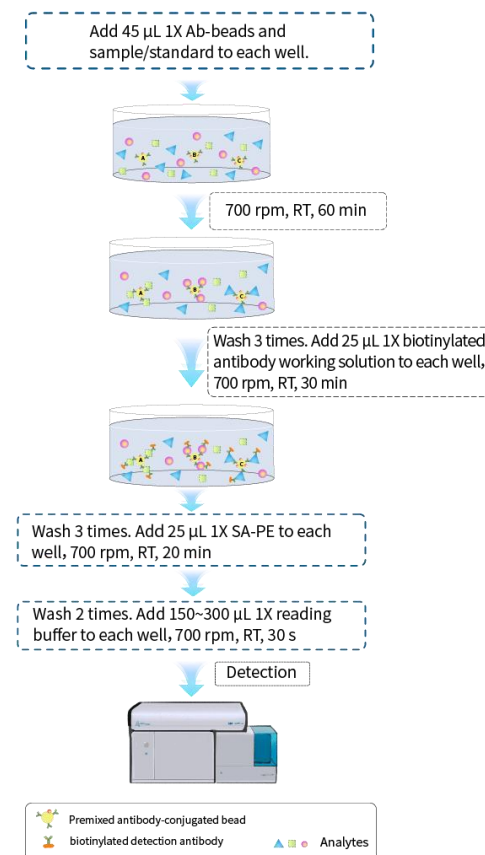 Add 45 μL 1X Ab-beads and
sample/standard to each well.
A
B
C
700 rpm, RT, 60 min
A
B
C
Wash 3 times. Add 25 μL 1X biotinylated
antibody working solution to each well,
700 rpm, RT, 30 min
A
B
C
Wash 3 times. Add 25 μL 1X SA-PE to each
well, 700 rpm, RT, 20 min
Wash 2 times. Add 150~300 μL 1X reading
buffer to each well, 700 rpm, RT, 30 s
Detection
Premixed antibody-conjugated bead
biotinylated detection antibody
Analytes